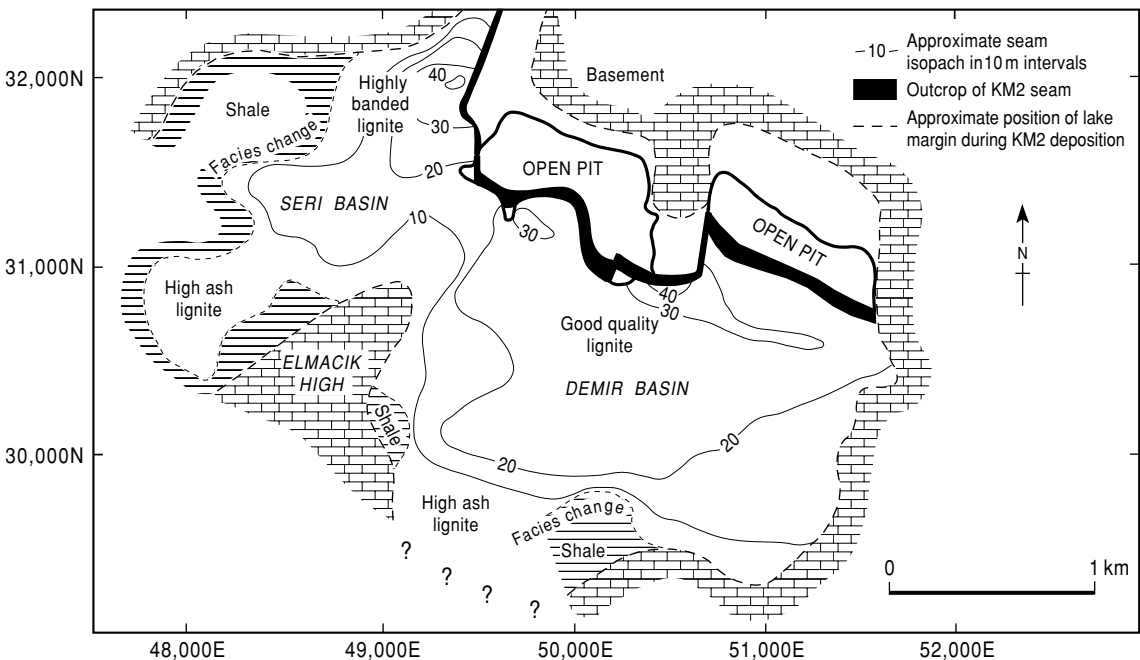 32,000N
31,000N
30,000N
Shale
Facies change
Highly
banded
lignite
40
30
20
SERI BASIN
10
High ash
lignite
ELMACIK
HIGH
Shale
Basement
OPEN PIT
OPEN PIT
30
40
30
Good quality
lignite
DEMIR BASIN
20
20
High ash
lignite
Facies change
Shale
?
?
?
?
-10- Approximate seam
isopach in 10 m intervals
Outcrop of KM2 seam
Approximate position of lake
margin during KM2 deposition
N
0 1 km
48,000E 49,000E 50,000E 51,000E 52,000E